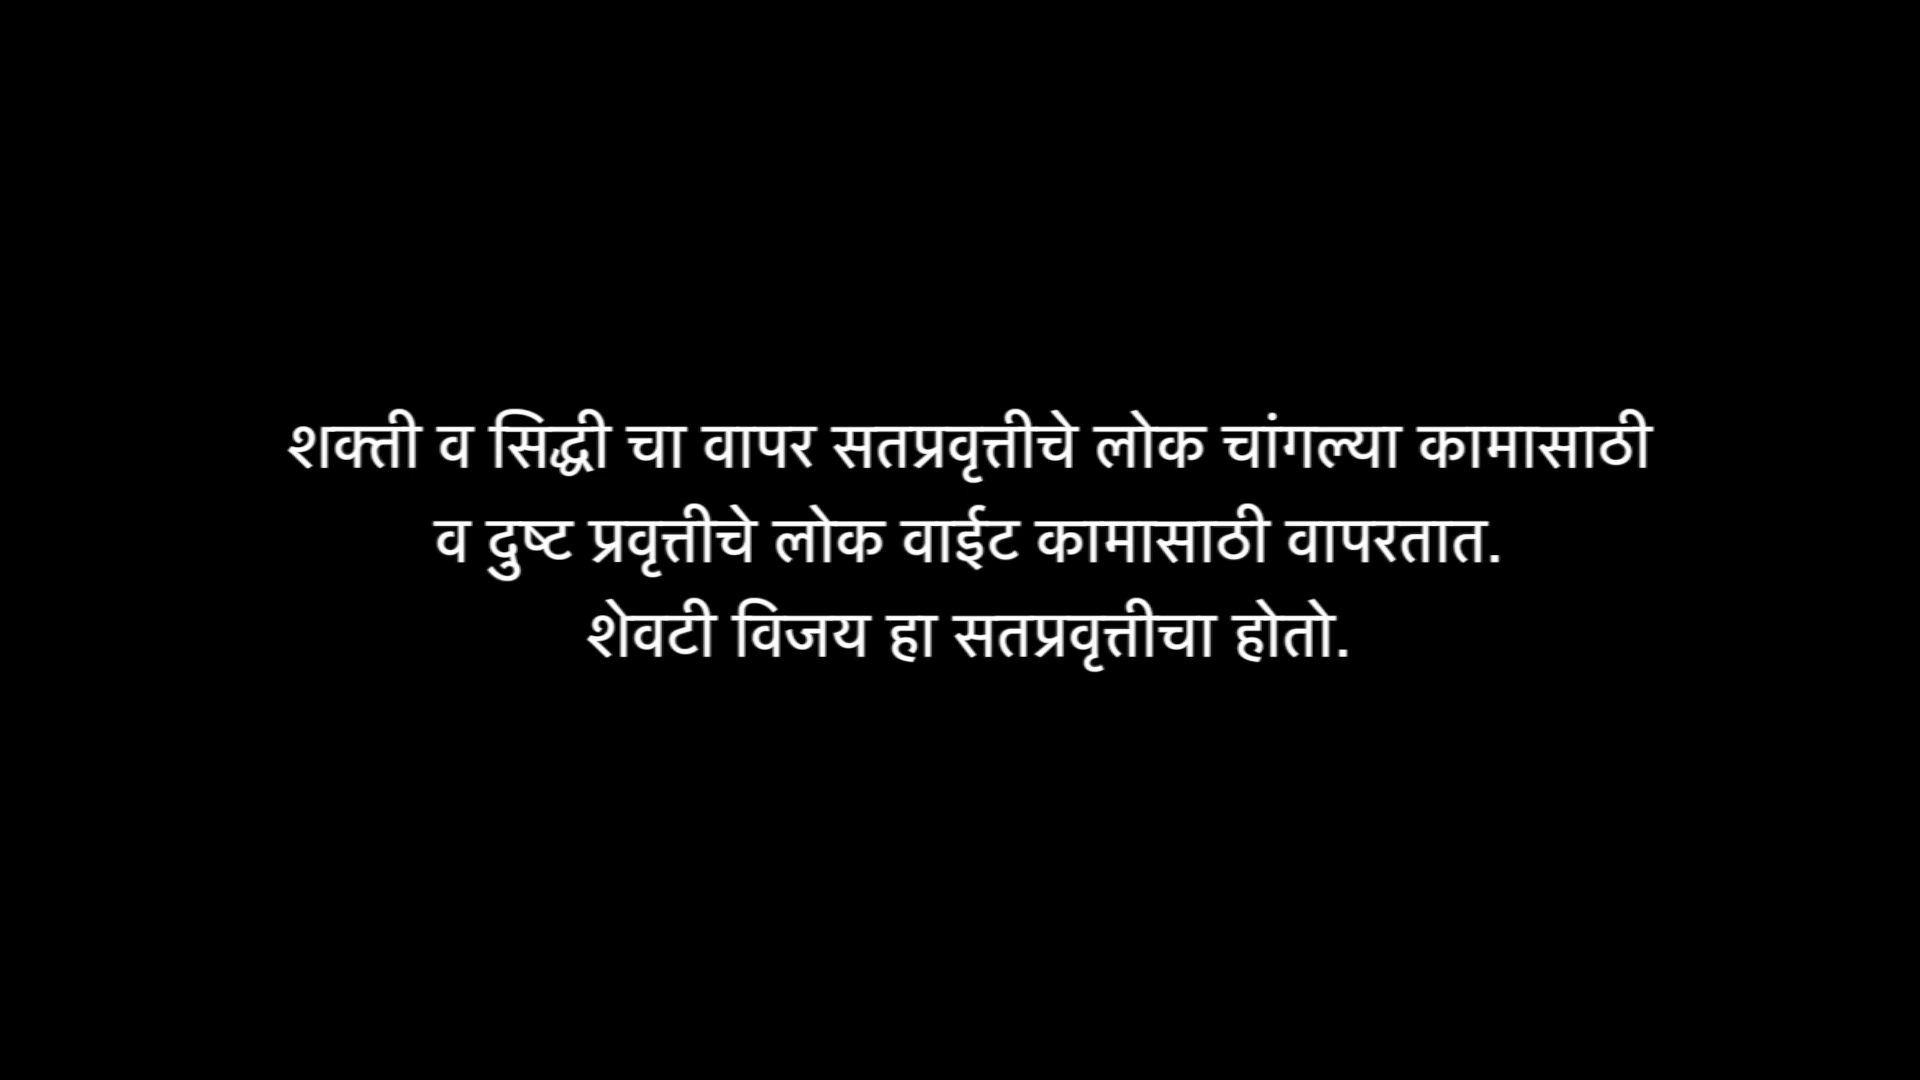 शक्ती व सिद्धी चा वापर सतप्रवृत्तीचे लोक चांगल्या कामासाठी
व दुष्ट प्रवृत्तीचे लोक वाईट कामासाठी वापरतात.
शेवटी विजय हा सतप्रवृत्तीचा होतो.